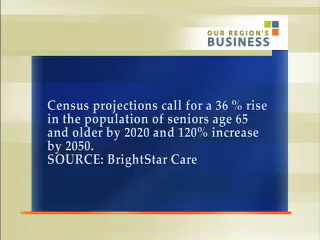 OUR REGION'S
BUSINESS
Census projections call for a 36 % rise
in the population of seniors age 65
and older by 2020 and 120% increase
by 2050.
SOURCE: BrightStar Care